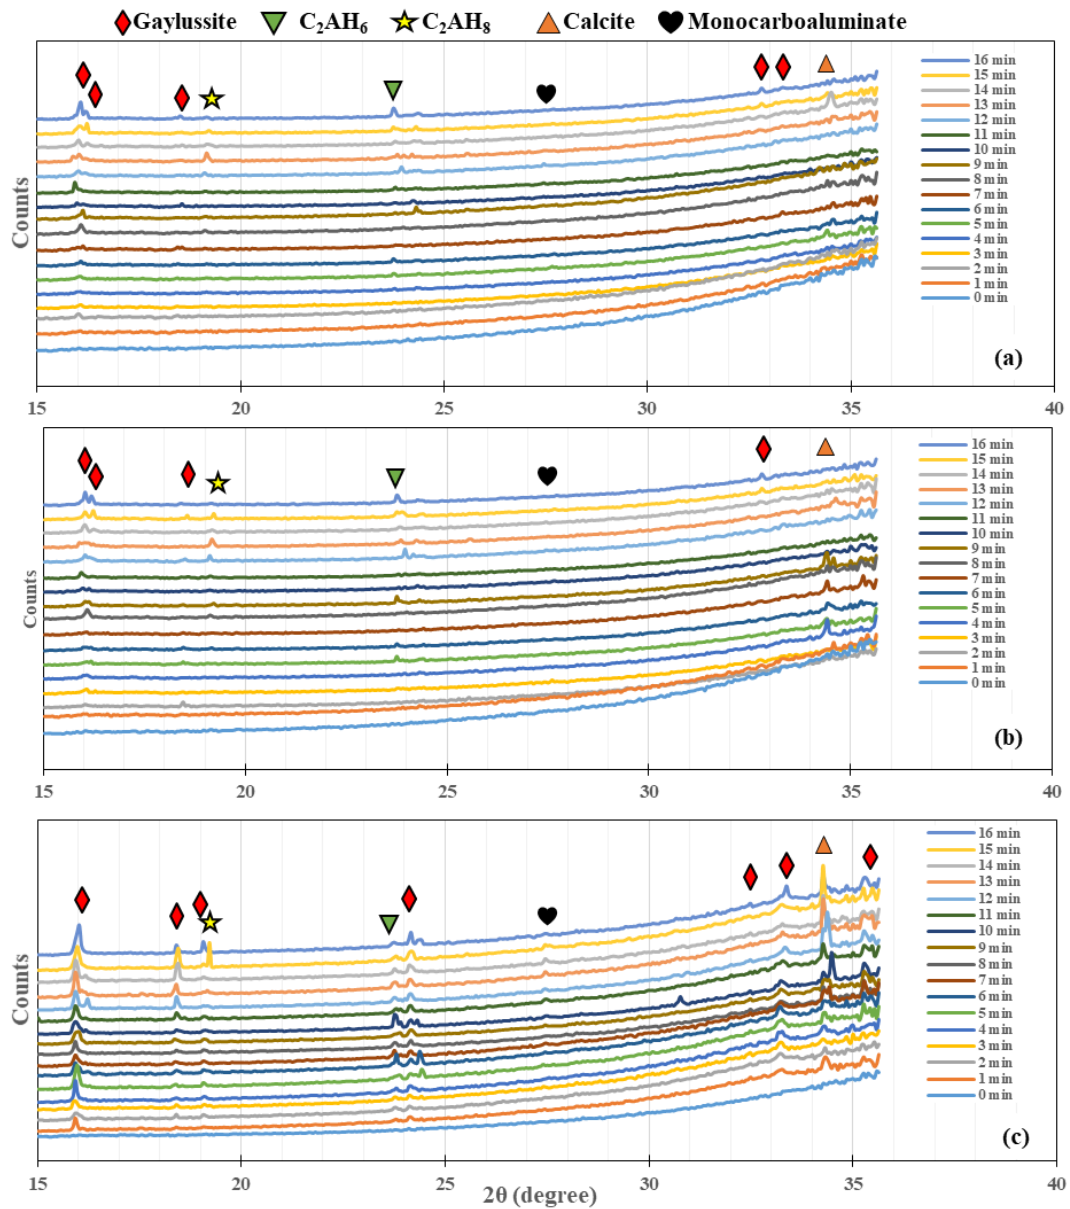 Gaylussite C₂AH₆ C₂AH₈ Calcite Monocarboaluminate
16 min
15 min
14 min
13 min
12 min
11 min
10 min
9 min
8 min
7 min
6 min
5 min
4 min
3 min
2 min
1 min
0 min
Counts
(a)
15 20 25 30 35 40
16 min
15 min
14 min
13 min
12 min
11 min
10 min
9 min
8 min
7 min
6 min
5 min
4 min
3 min
2 min
1 min
0 min
Counts
(b)
15 20 25 30 35 40
16 min
15 min
14 min
13 min
12 min
11 min
10 min
9 min
8 min
7 min
6 min
5 min
4 min
3 min
2 min
1 min
0 min
Counts
(c)
15 20 25 30 35 40
2θ (degree)